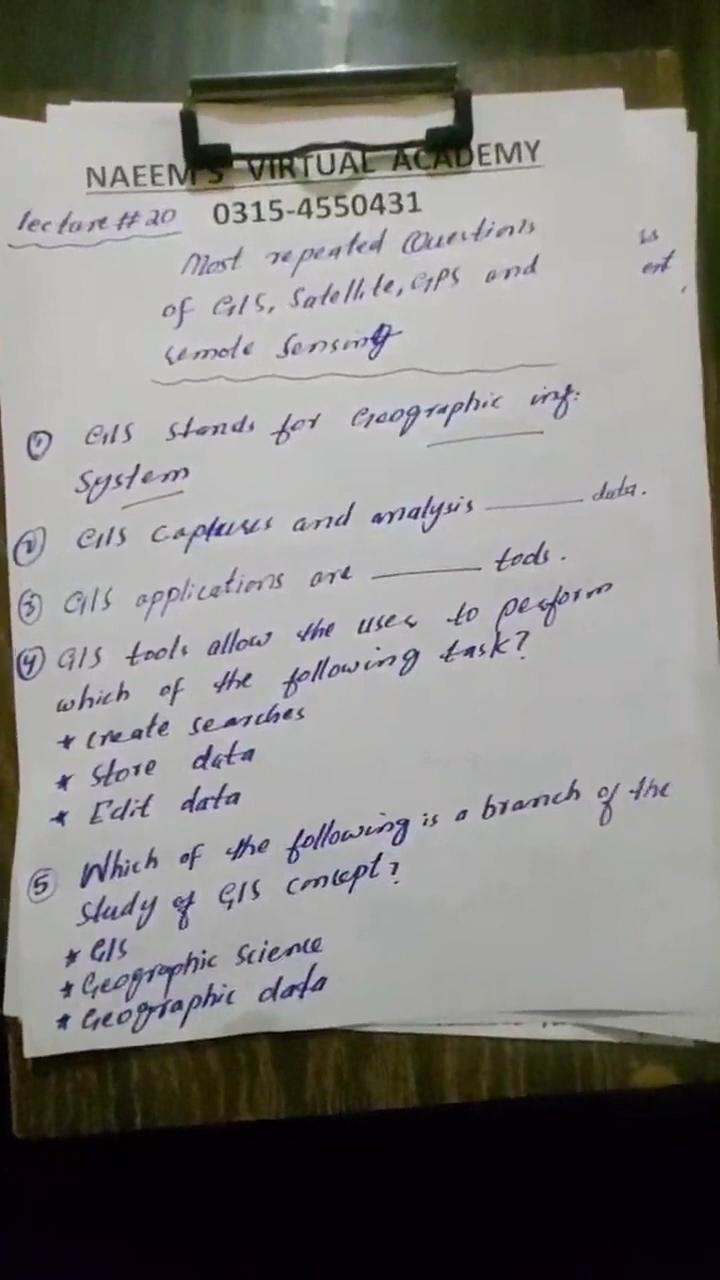 NAEEM'S VIRTUAL ACADEMY
lecture # 20 0315-4550431
Most repeated Questions
of GIS, Satellite, GPS and
remote Sensing
① GIS stands for Geographic inf:
System
② GIS Captures and analysis ______ data.
③ GIS applications are ______ tools.
④ GIS tools allow the user to perform
which of the following task?
* Create searches
* Store data
* Edit data
⑤ Which of the following is a branch of the
study of GIS concept?
* GIS
* Geographic Science
* Geographic data